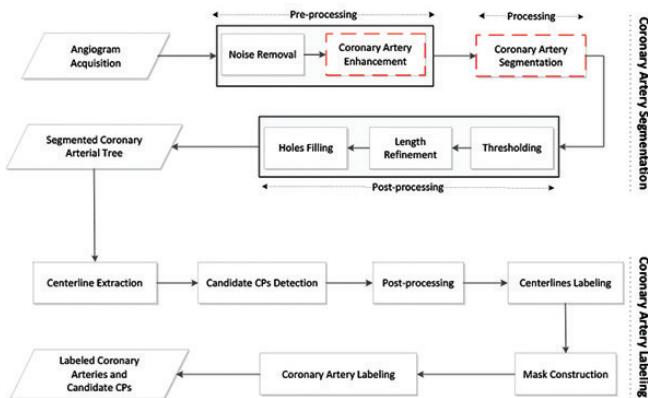 Pre-processing
Processing
Angiogram
Acquisition
Noise Removal
Coronary Artery
Enhancement
Coronary Artery
Segmentation
Coronary Artery Segmentation
Segmented Coronary
Arterial Tree
Holes Filling
Length
Refinement
Thresholding
Post-processing
Centerline Extraction
Candidate CPs Detection
Post-processing
Centerlines Labeling
Coronary Artery Labeling
Labeled Coronary
Arteries and
Candidate CPs
Coronary Artery Labeling
Mask Construction